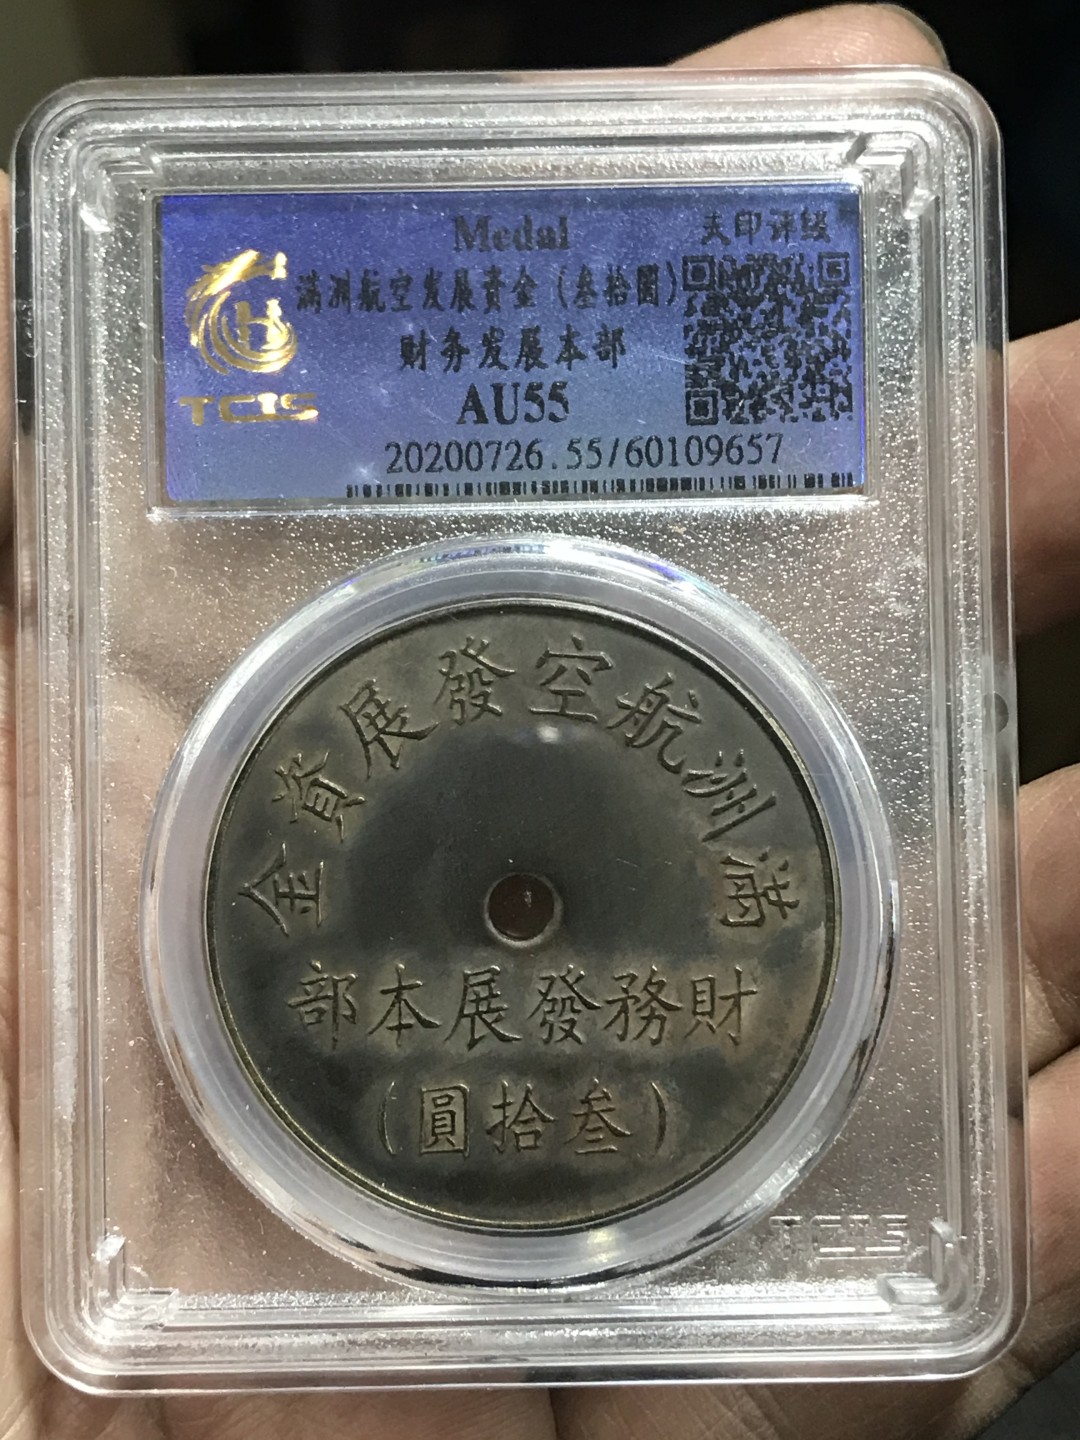 Medal
天印评级
满洲航空发展資金（叁拾圓）
财务发展本部
AU55
TCIS
20200726.55/60109657
滿洲航空發展資金
財務發展本部
（叁拾圓）
TCIS